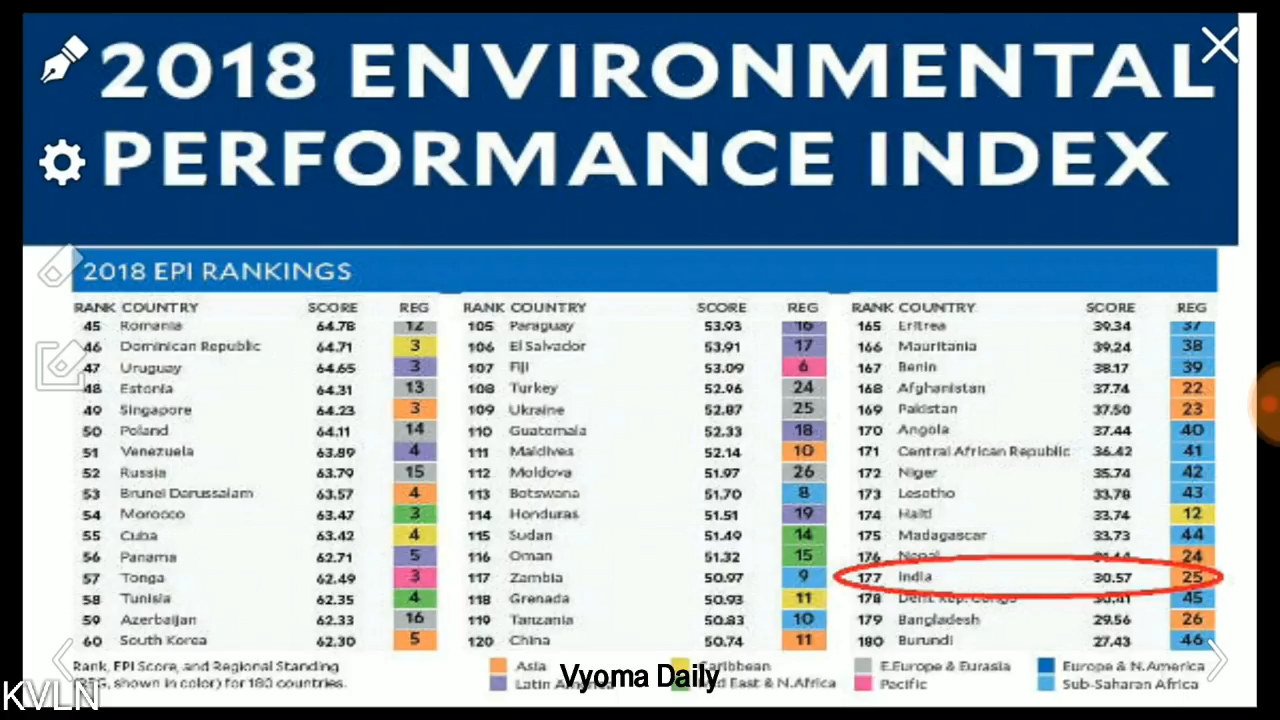 2018 ENVIRONMENTAL
PERFORMANCE INDEX
2018 EPI RANKINGS
RANK COUNTRY SCORE REG RANK COUNTRY SCORE REG RANK COUNTRY SCORE REG
45 Romania 64.78 12 105 Paraguay 53.93 16 165 Eritrea 39.34 37
46 Dominican Republic 64.71 3 106 El Salvador 53.91 17 166 Mauritania 39.24 38
47 Uruguay 64.65 3 107 Fiji 53.09 6 167 Benin 38.17 39
48 Estonia 64.31 13 108 Turkey 52.96 24 168 Afghanistan 37.74 22
49 Singapore 64.23 3 109 Ukraine 52.87 25 169 Pakistan 37.50 23
50 Poland 64.11 14 110 Guatemala 52.33 18 170 Angola 37.44 40
51 Venezuela 63.89 4 111 Maldives 52.14 10 171 Central African Republic 36.42 41
52 Russia 63.79 15 112 Moldova 51.97 26 172 Niger 35.74 42
53 Brunei Darussalam 63.57 4 113 Botswana 51.70 8 173 Lesotho 33.78 43
54 Morocco 63.47 3 114 Honduras 51.51 19 174 Haiti 33.74 12
55 Cuba 63.42 4 115 Sudan 51.49 14 175 Madagascar 33.73 44
56 Panama 62.71 5 116 Oman 51.32 15 176 Nepal 24
57 Tonga 62.49 3 117 Zambia 50.97 9 177 India 30.57 25
58 Tunisia 62.35 4 118 Grenada 50.93 11 178 Dem. Rep. Congo 30.41 45
59 Azerbaijan 62.33 16 119 Tanzania 50.83 10 179 Bangladesh 29.56 26
60 South Korea 62.30 5 120 China 50.74 11 180 Burundi 27.43 46
Rank, EPI Score, and Regional Standing Asia Caribbean E.Europe & Eurasia Europe & N.America
(REG, shown in color) for 180 countries. Latin & N.Africa Pacific Sub-Saharan Africa
Vyoma Daily
KVLN